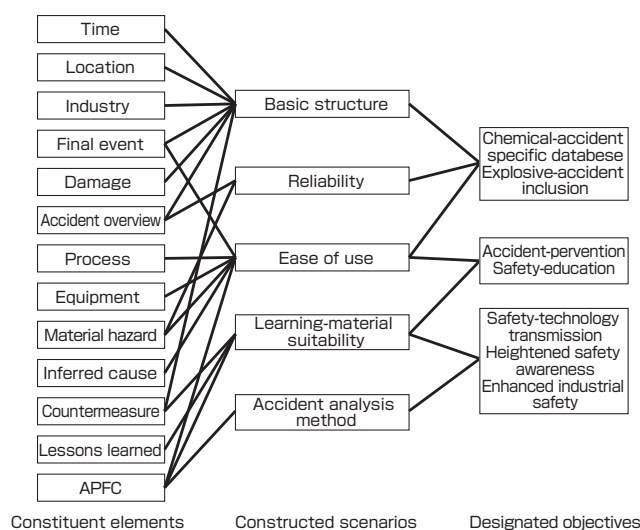 Time
Location
Industry
Final event
Damage
Accident overview
Process
Equipment
Material hazard
Inferred cause
Countermeasure
Lessons learned
APFC
Constituent elements
Basic structure
Reliability
Ease of use
Learning-material
suitability
Accident analysis
method
Constructed scenarios
Chemical-accident
specific databese
Explosive-accident
inclusion
Accident-pervention
Safety-education
Safety-technology
transmission
Heightened safety
awareness
Enhanced industrial
safety
Designated objectives